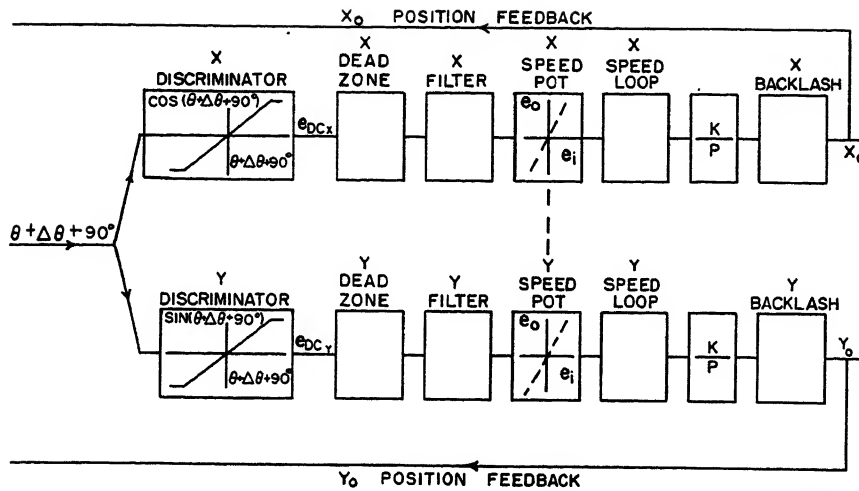 X₀ POSITION FEEDBACK
X DISCRIMINATOR
X DEAD ZONE
X FILTER
X SPEED POT
X SPEED LOOP
X BACKLASH
COS (θ+Δθ+90°)
θ+Δθ+90°
e_DCx
e₀
e_i
K
P
X₀
θ+Δθ+90°
Y DISCRIMINATOR
Y DEAD ZONE
Y FILTER
Y SPEED POT
Y SPEED LOOP
Y BACKLASH
SIN(θ+Δθ+90°)
θ+Δθ+90°
e_DCY
e₀
e_i
K
P
Y₀
Y₀ POSITION FEEDBACK